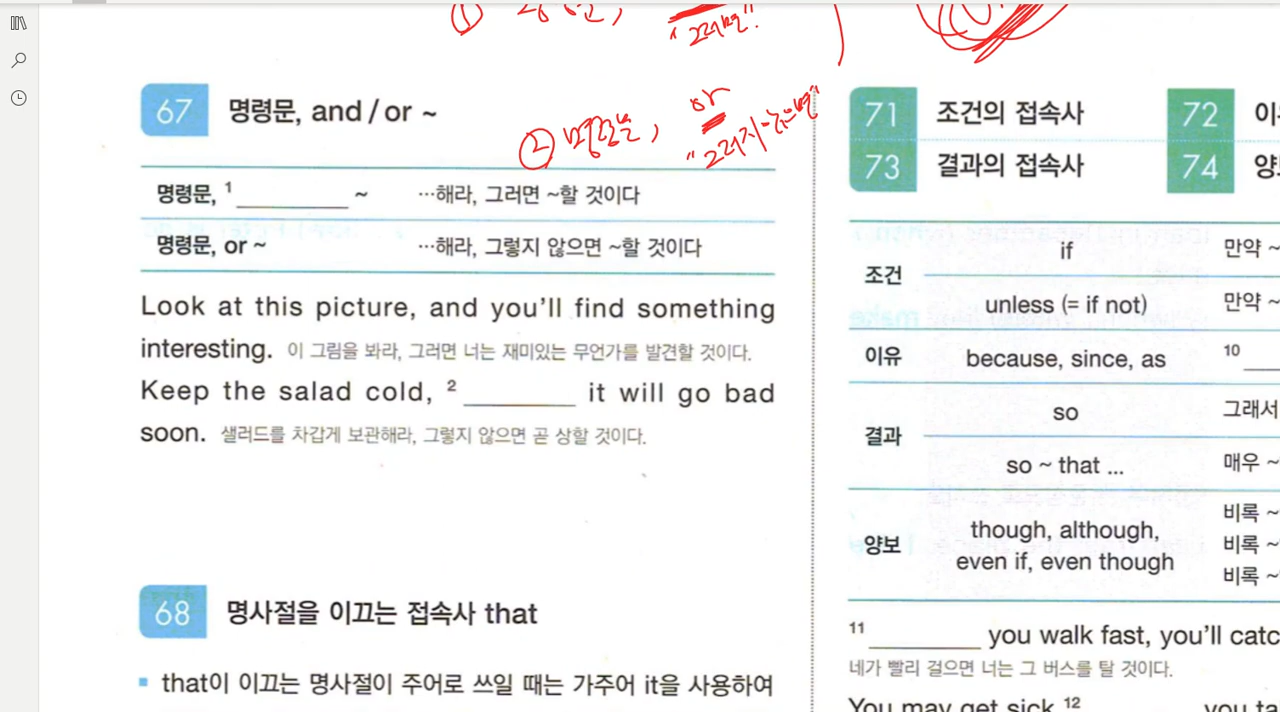 ① 명령문,
"그러면"
67 명령문, and / or ~
② 명령문, or
"그러지 않으면"
명령문, 1 ________ ~ …해라, 그러면 ~할 것이다
명령문, or ~ …해라, 그렇지 않으면 ~할 것이다
Look at this picture, and you'll find something
interesting. 이 그림을 봐라, 그러면 너는 재미있는 무언가를 발견할 것이다.
Keep the salad cold, 2 ________ it will go bad
soon. 샐러드를 차갑게 보관해라, 그렇지 않으면 곧 상할 것이다.
68 명사절을 이끄는 접속사 that
▪ that이 이끄는 명사절이 주어로 쓰일 때는 가주어 it을 사용하여
71 조건의 접속사 72
73 결과의 접속사 74
조건
if 만약 ~
unless (= if not) 만약 ~
이유 because, since, as 10
결과
so 그래서
so ~ that ... 매우 ~
양보
though, although, 비록 ~
even if, even though 비록 ~
비록 ~
11 ________ you walk fast, you'll catc
네가 빨리 걸으면 너는 그 버스를 탈 것이다.
You may get sick 12 you ta